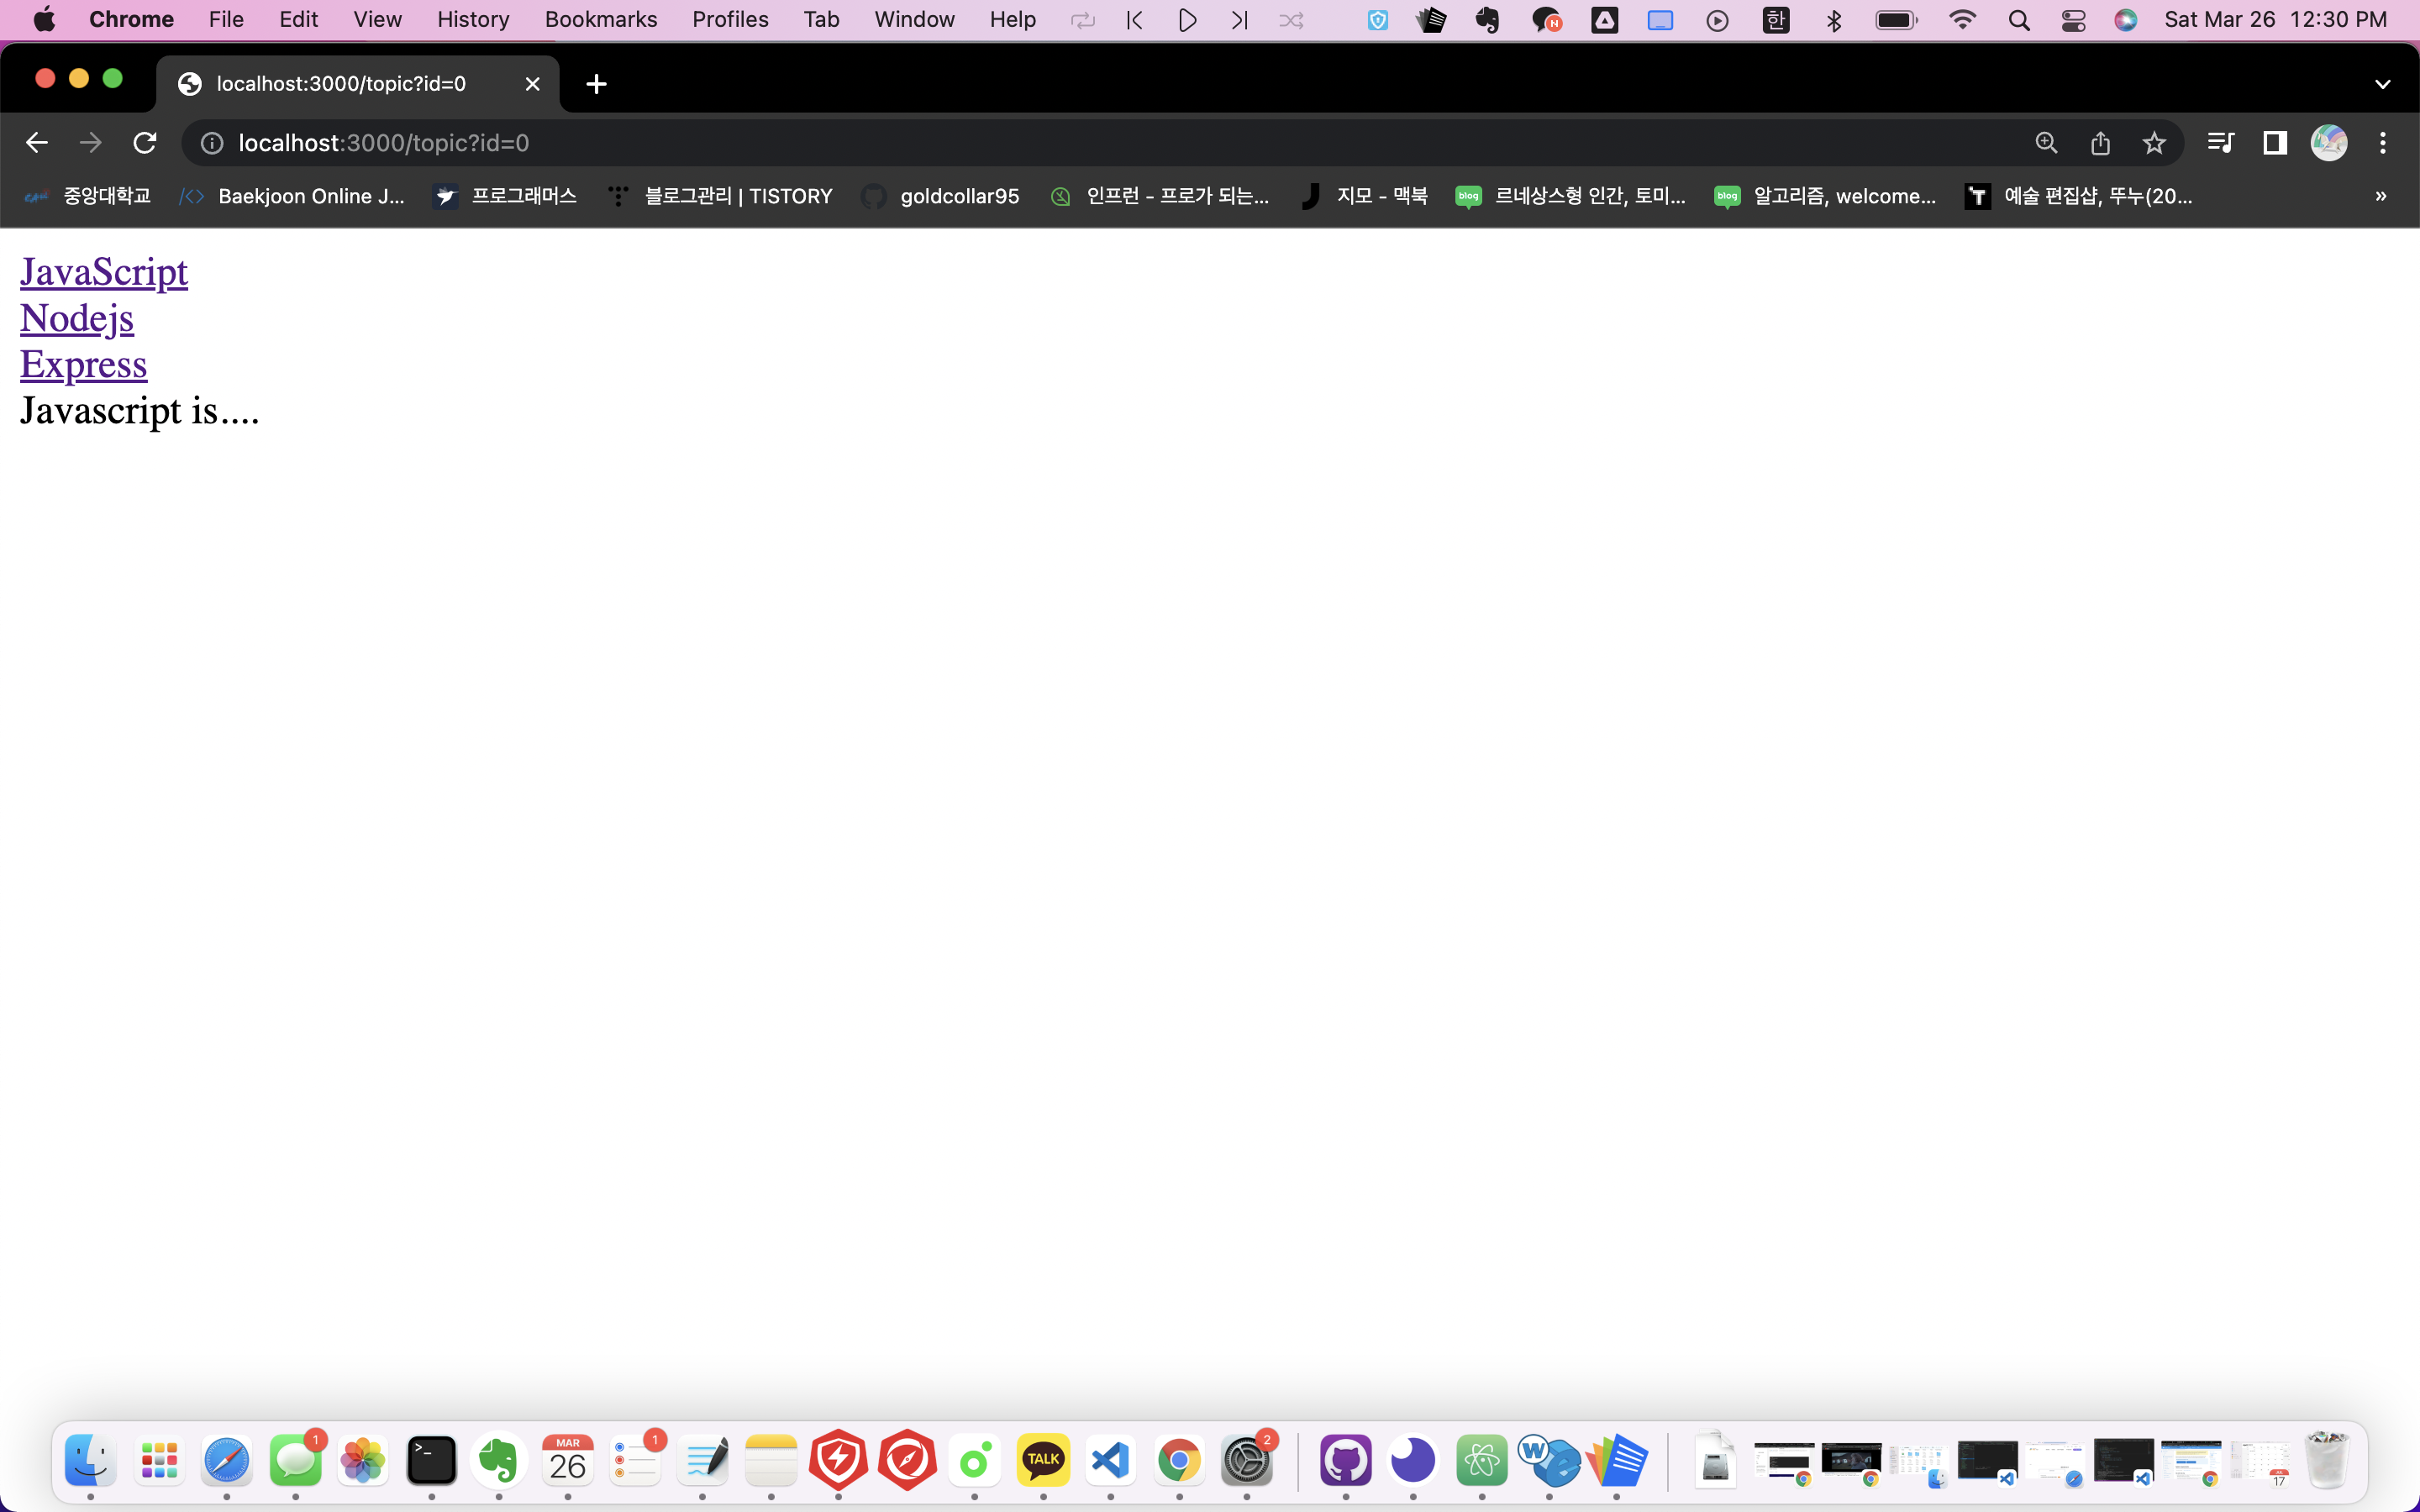 Chrome File Edit View History Bookmarks Profiles Tab Window Help 한 Sat Mar 26 12:30 PM
localhost:3000/topic?id=0
localhost:3000/topic?id=0
중앙대학교 Baekjoon Online J... 프로그래머스 블로그관리 | TISTORY goldcollar95 인프런 - 프로가 되는... 지모 - 맥북 blog 르네상스형 인간, 토미... blog 알고리즘, welcome... T 예술 편집샵, 뚜누(20... »
JavaScript
Nodejs
Express
Javascript is....
1 MAR 26 1 TALK 2 W 17